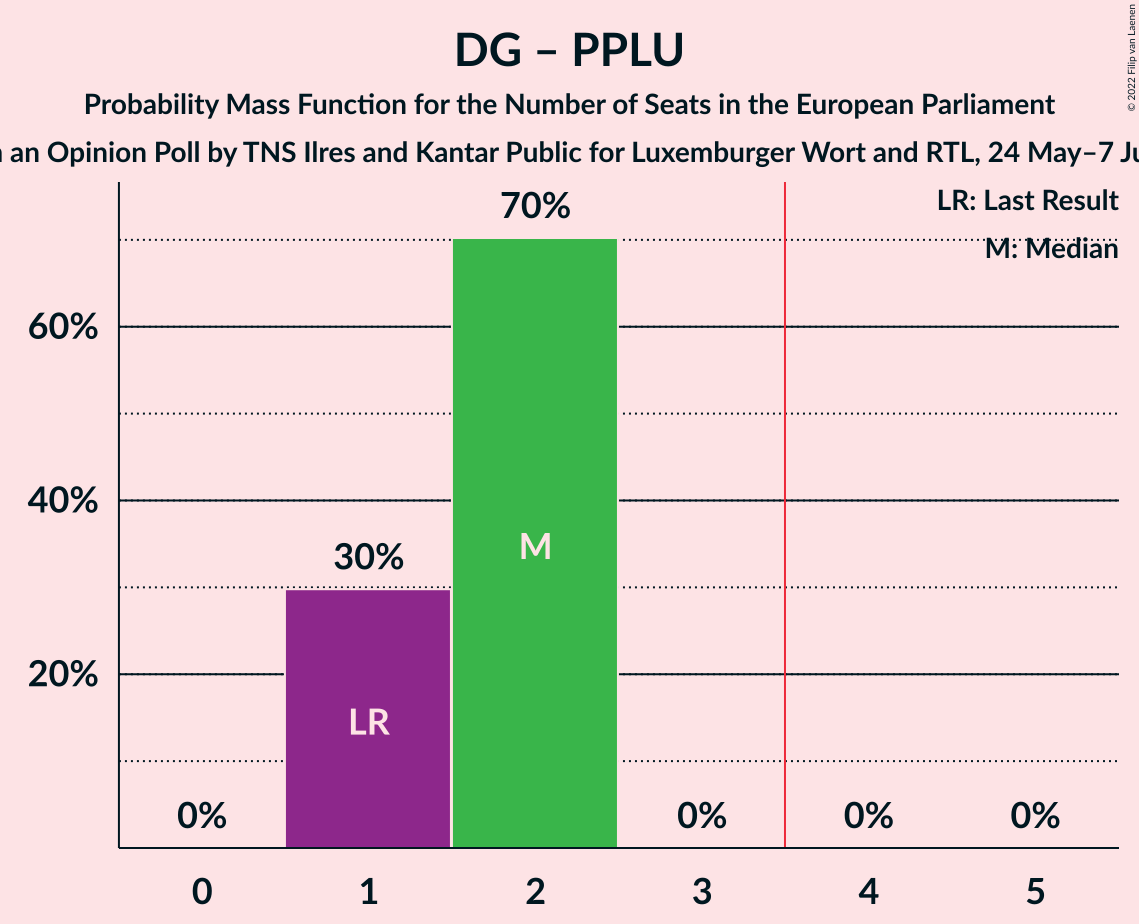 DG – PPLU
Probability Mass Function for the Number of Seats in the European Parliament
an Opinion Poll by TNS Ilres and Kantar Public for Luxemburger Wort and RTL, 24 May–7
© 2022 Filip van Laenen
LR: Last Result
M: Median
70%
60%
40%
30%
20%
M
LR
0%
0%
0%
0%
0 1 2 3 4 5